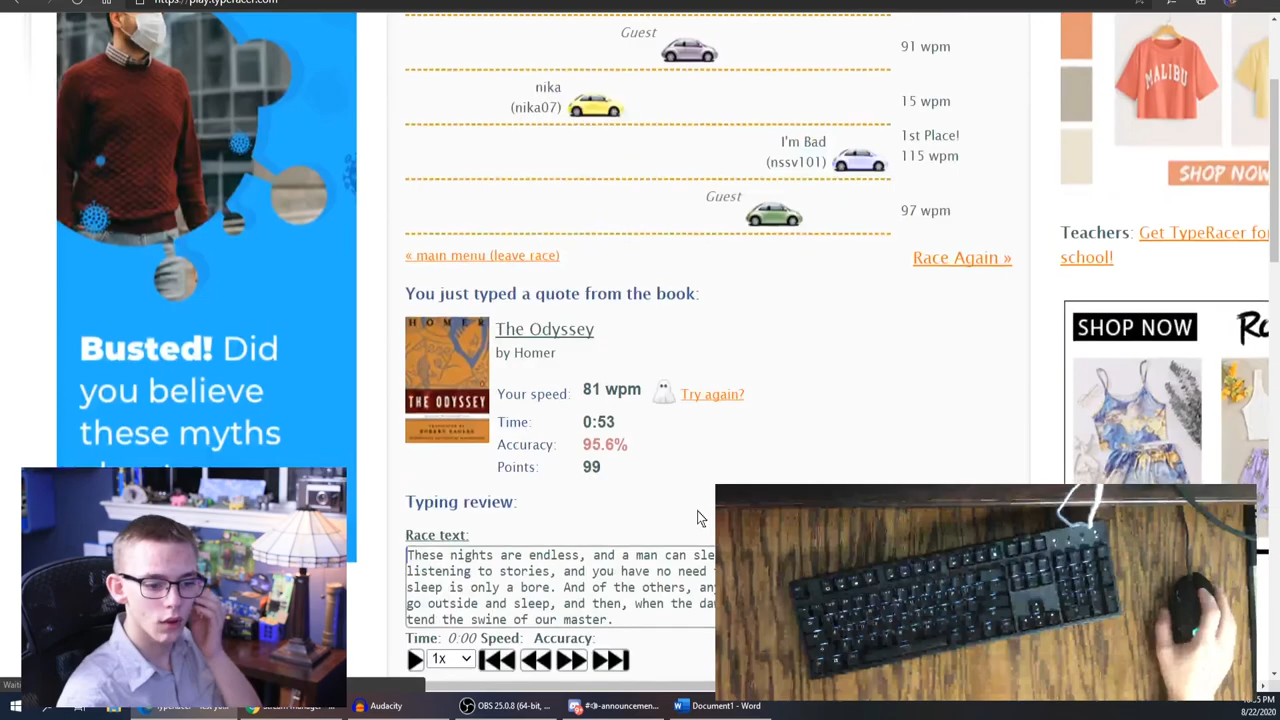 https://play.typeracer.com
Guest
91 wpm
nika
(nika07)
15 wpm
I'm Bad
(nssv101)
1st Place!
115 wpm
Guest
97 wpm
« main menu (leave race)
Race Again »
You just typed a quote from the book:
HOMER
THE ODYSSEY
The Odyssey
by Homer
Your speed: 81 wpm Try again?
Time: 0:53
Accuracy: 95.6%
Points: 99
Typing review:
Race text:
These nights are endless, and a man can
listening to stories, and you have no need
sleep is only a bore. And of the others,
go outside and sleep, and then, when the
tend the swine of our master.
Time: 0:00 Speed: Accuracy:
1x
Busted! Did
you believe
these myths
MALIBU
SHOP NOW
Teachers: Get TypeRacer for
school!
SHOP NOW
Audacity
OBS 25.0.8 (64-bit, ...
Document1 - Word
8/22/2020